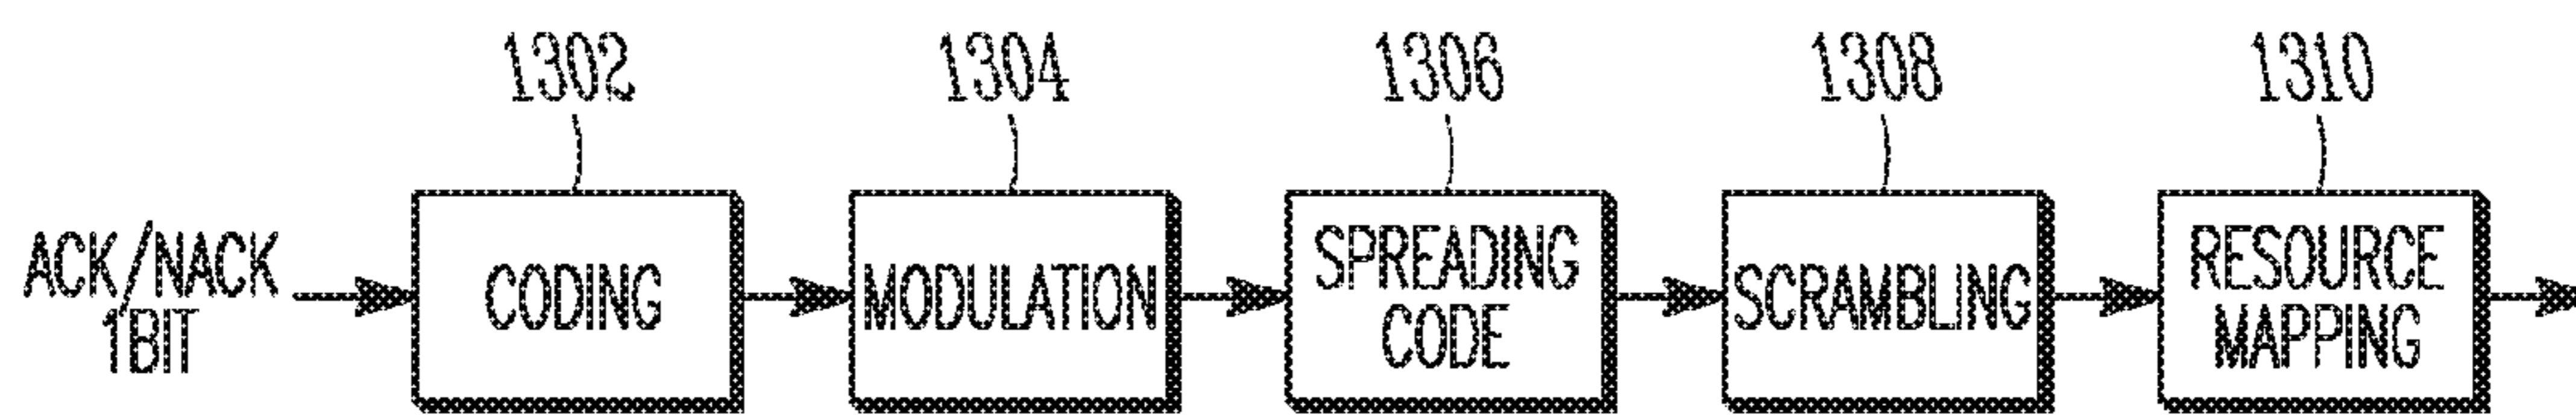 1302
1304
1306
1308
1310
ACK/NACK
1BIT
CODING
MODULATION
SPREADING
CODE
SCRAMBLING
RESOURCE
MAPPING